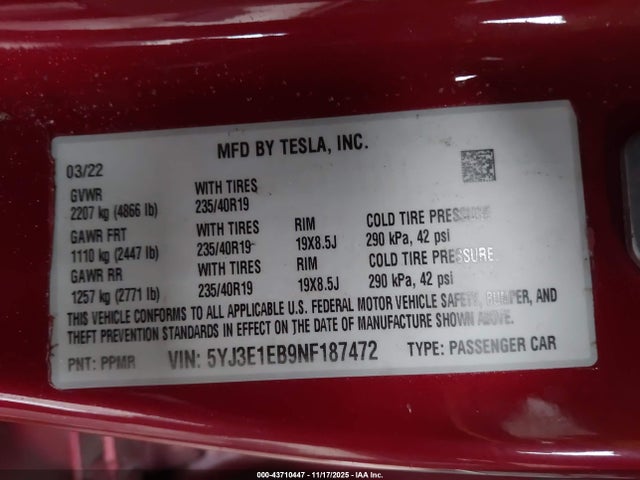 MFD BY TESLA, INC.
03/22
GVWR WITH TIRES
2207 kg (4866 lb) 235/40R19
GAWR FRT WITH TIRES RIM COLD TIRE PRESSURE
1110 kg (2447 lb) 235/40R19 19X8.5J 290 kPa, 42 psi
GAWR RR WITH TIRES RIM COLD TIRE PRESSURE
1257 kg (2771 lb) 235/40R19 19X8.5J 290 kPa, 42 psi
THIS VEHICLE CONFORMS TO ALL APPLICABLE U.S. FEDERAL MOTOR VEHICLE SAFETY, BUMPER, AND
THEFT PREVENTION STANDARDS IN EFFECT ON THE DATE OF MANUFACTURE SHOWN ABOVE.
PNT: PPMR VIN: 5YJ3E1EB9NF187472 TYPE: PASSENGER CAR
000-43710447 - 11/17/2025 - IAA Inc.